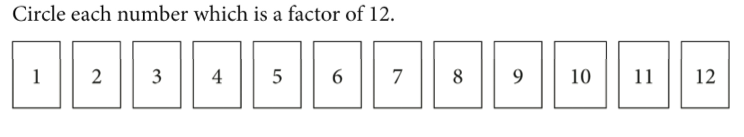 Circle each number which is a factor of 12.
1 2 3 4 5 6 7 8 9 10 11 12